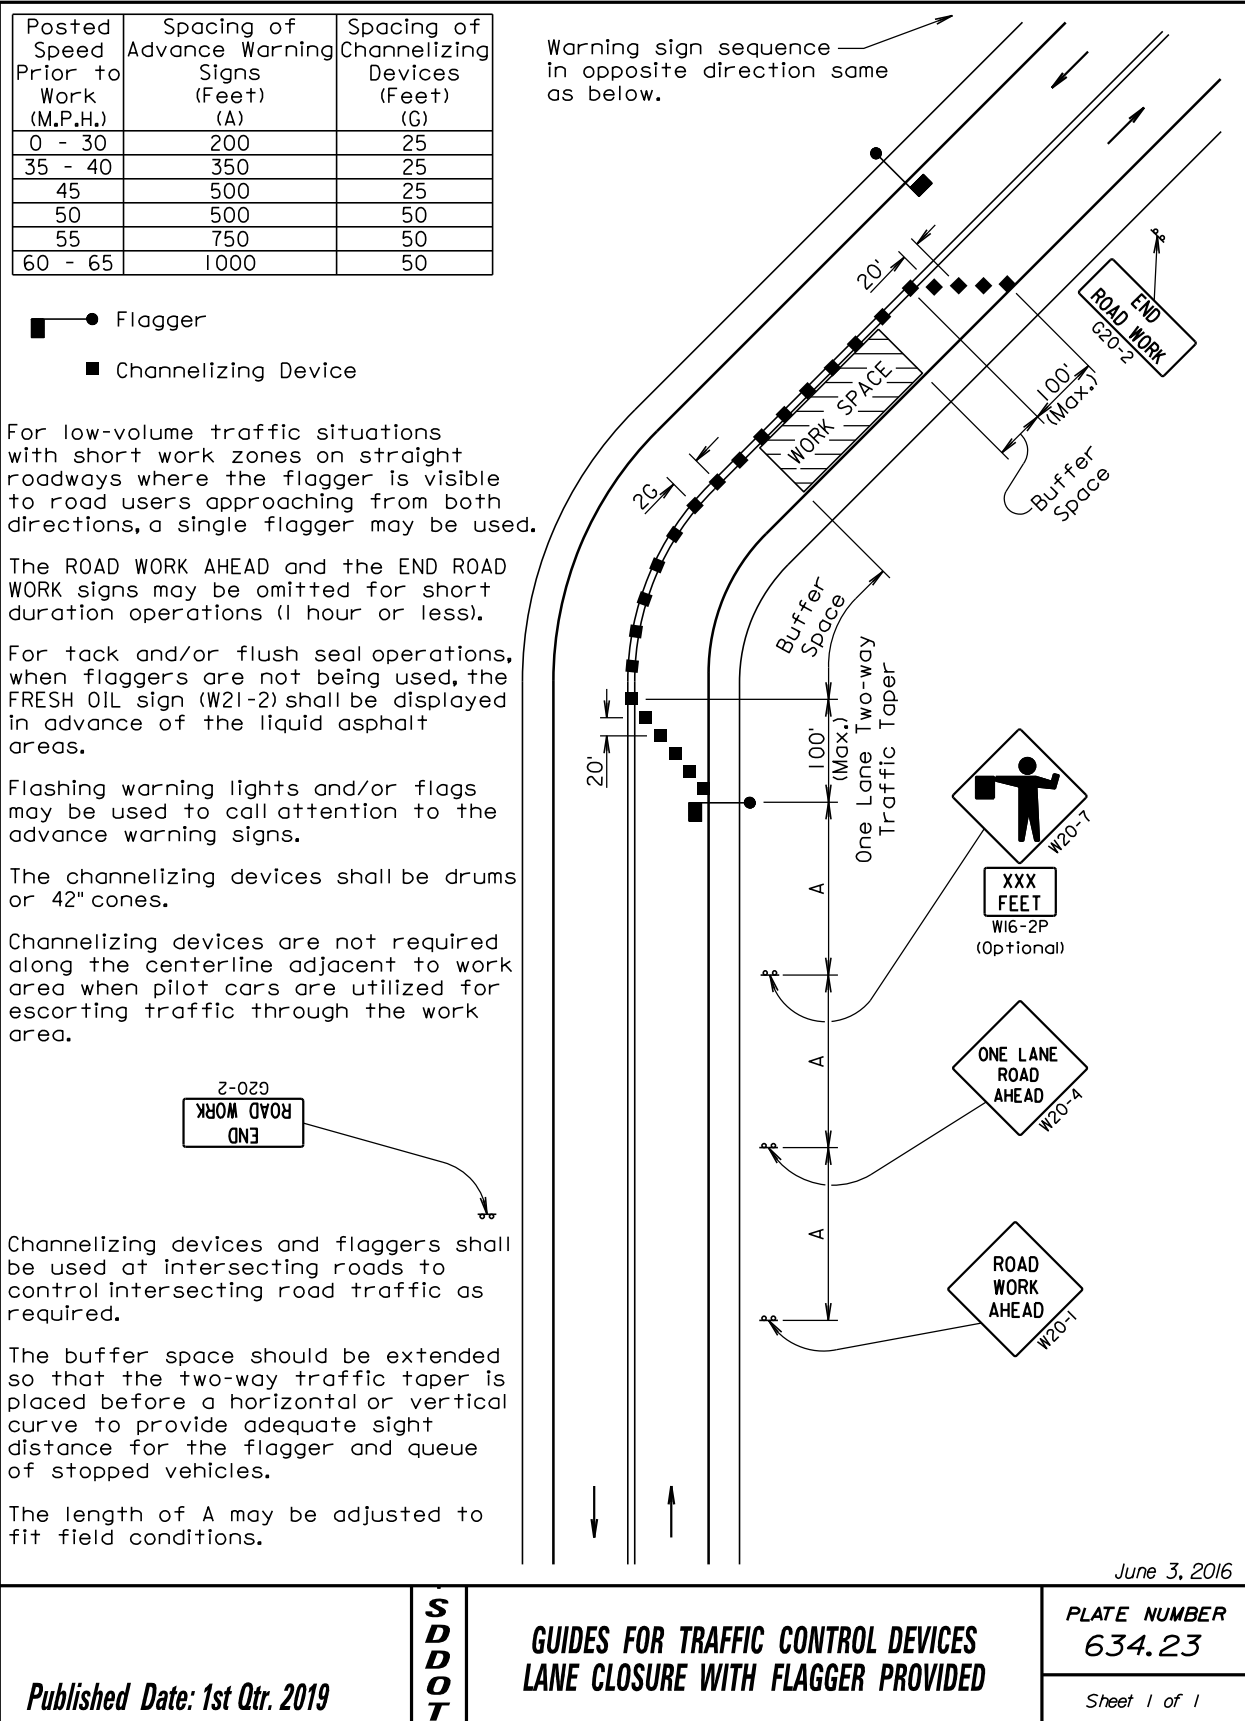 Posted Speed Prior to Work (M.P.H.)
Spacing of Advance Warning Signs (Feet) (A)
Spacing of Channelizing Devices (Feet) (G)
0 - 30 200 25
35 - 40 350 25
45 500 25
50 500 50
55 750 50
60 - 65 1000 50
Warning sign sequence
in opposite direction same
as below.
Flagger
Channelizing Device
For low-volume traffic situations
with short work zones on straight
roadways where the flagger is visible
to road users approaching from both
directions, a single flagger may be used.
The ROAD WORK AHEAD and the END ROAD
WORK signs may be omitted for short
duration operations (1 hour or less).
For tack and/or flush seal operations,
when flaggers are not being used, the
FRESH OIL sign (W21-2) shall be displayed
in advance of the liquid asphalt
areas.
Flashing warning lights and/or flags
may be used to call attention to the
advance warning signs.
The channelizing devices shall be drums
or 42" cones.
Channelizing devices are not required
along the centerline adjacent to work
area when pilot cars are utilized for
escorting traffic through the work
area.
G20-2
END
ROAD WORK
Channelizing devices and flaggers shall
be used at intersecting roads to
control intersecting road traffic as
required.
The buffer space should be extended
so that the two-way traffic taper is
placed before a horizontal or vertical
curve to provide adequate sight
distance for the flagger and queue
of stopped vehicles.
The length of A may be adjusted to
fit field conditions.
20'
END
ROAD WORK
G20-2
100'
(Max.)
Buffer
Space
WORK SPACE
2G
Buffer
Space
20'
100'
(Max.)
One Lane Two-way
Traffic Taper
A
A
A
W20-7
XXX
FEET
W16-2P
(Optional)
ONE LANE
ROAD
AHEAD
W20-4
ROAD
WORK
AHEAD
W20-1
June 3, 2016
Published Date: 1st Qtr. 2019
SDDOT
GUIDES FOR TRAFFIC CONTROL DEVICES
LANE CLOSURE WITH FLAGGER PROVIDED
PLATE NUMBER
634.23
Sheet 1 of 1